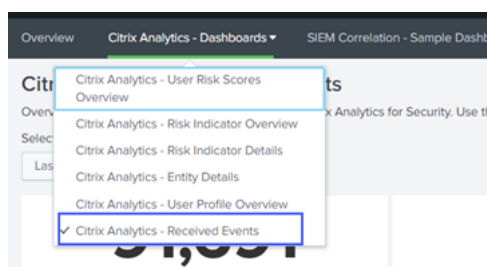 Overview Citrix Analytics - Dashboards SIEM Correlation - Sample Dashb
Citr ts
Citrix Analytics - User Risk Scores
Overview
Overv x Analytics for Security. Use th
Citrix Analytics - Risk Indicator Overview
Selec
Citrix Analytics - Risk Indicator Details
Las
Citrix Analytics - Entity Details
Citrix Analytics - User Profile Overview
Citrix Analytics - Received Events